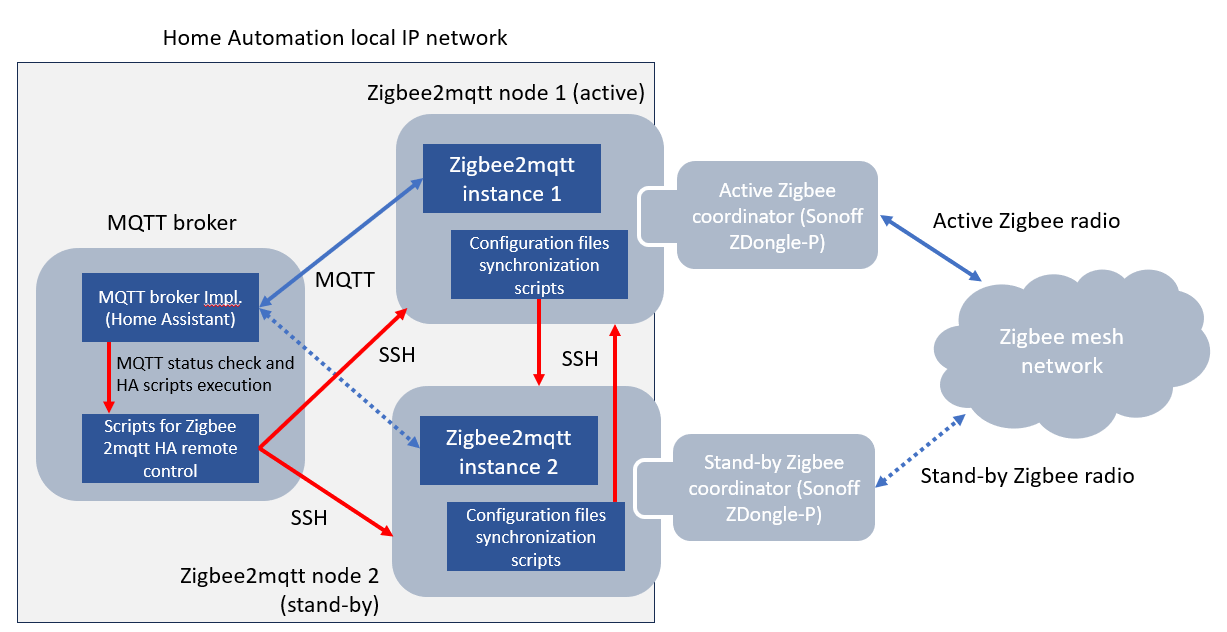 Home Automation local IP network
Zigbee2mqtt node 1 (active)
Zigbee2mqtt
instance 1
Configuration files
synchronization
scripts
Active Zigbee
coordinator (Sonoff
ZDongle-P)
Active Zigbee radio
MQTT broker
MQTT broker Impl.
(Home Assistant)
MQTT
MQTT status check and
HA scripts execution
Scripts for Zigbee
2mqtt HA remote
control
SSH
SSH
SSH
Zigbee mesh
network
Zigbee2mqtt
instance 2
Configuration files
synchronization
scripts
Stand-by Zigbee
coordinator (Sonoff
ZDongle-P)
Stand-by Zigbee radio
Zigbee2mqtt node 2
(stand-by)